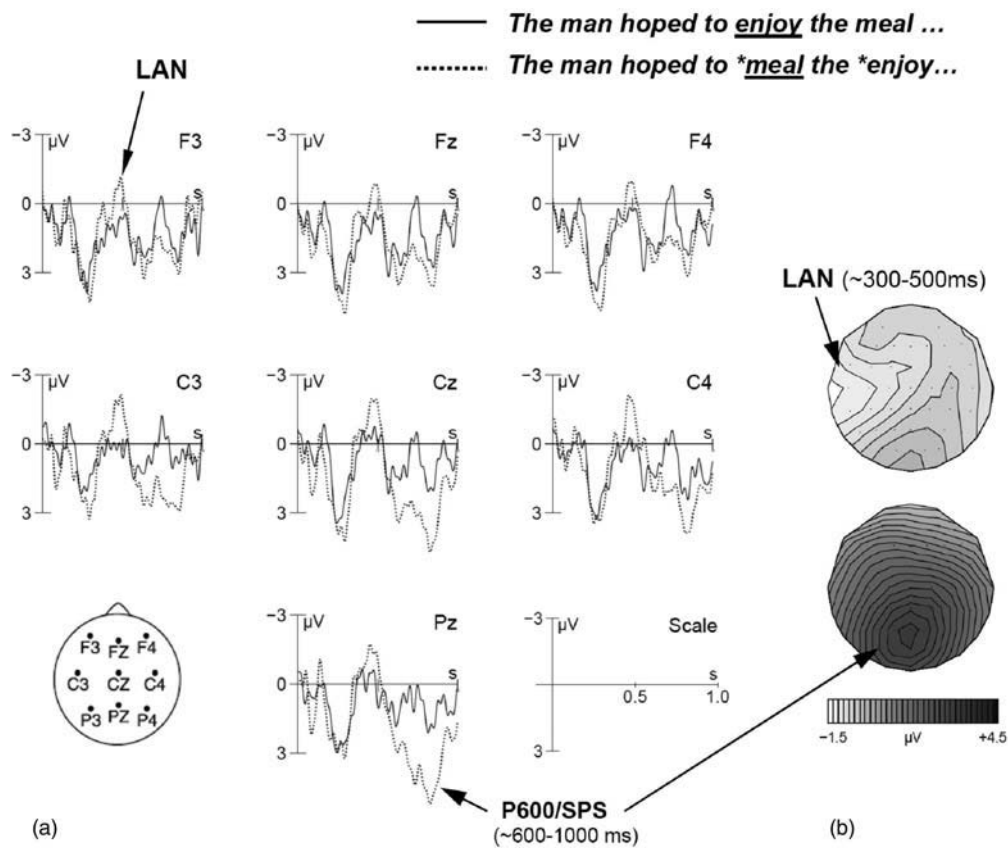 The man hoped to enjoy the meal …
The man hoped to *meal the *enjoy…
LAN
−3
µV
F3
s
0
3
−3
µV
Fz
s
0
3
−3
µV
F4
s
0
3
LAN (~300-500ms)
−3
µV
C3
s
0
3
−3
µV
Cz
s
0
3
−3
µV
C4
s
0
3
F3
FZ
F4
C3
CZ
C4
P3
PZ
P4
−3
µV
Pz
s
0
3
−3
µV
Scale
s
0.5
1.0
3
−1.5
µV
+4.5
P600/SPS
(~600-1000 ms)
(a)
(b)